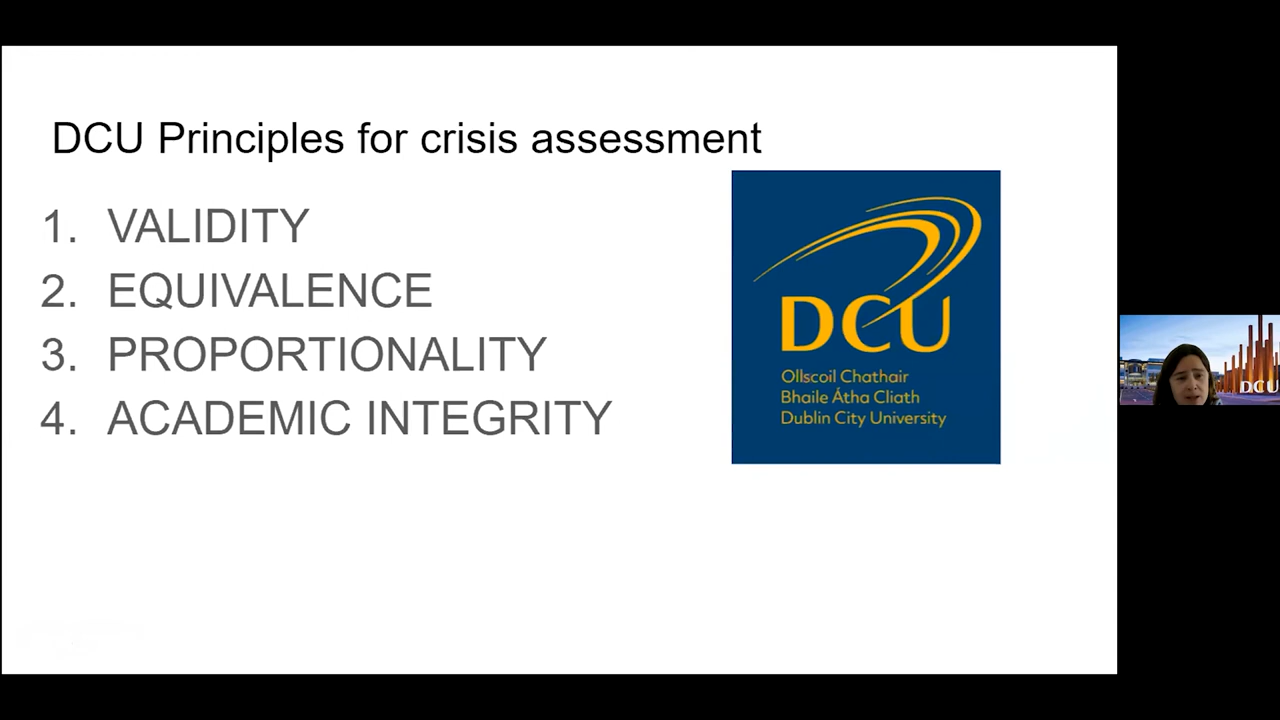 DCU Principles for crisis assessment
1. VALIDITY
2. EQUIVALENCE
3. PROPORTIONALITY
4. ACADEMIC INTEGRITY
DCU
Ollscoil Chathair
Bhaile Átha Cliath
Dublin City University
DCU